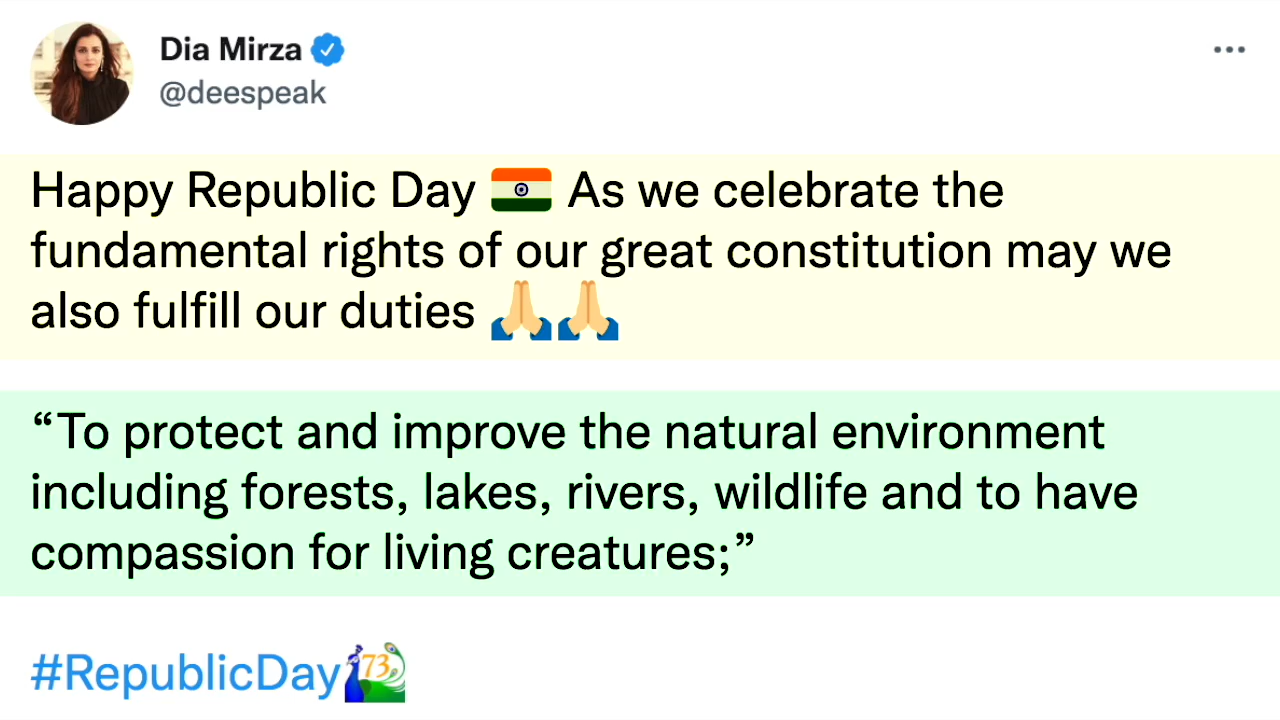 Dia Mirza
@deespeak
Happy Republic Day 🇮🇳 As we celebrate the
fundamental rights of our great constitution may we
also fulfill our duties 🙏🙏
“To protect and improve the natural environment
including forests, lakes, rivers, wildlife and to have
compassion for living creatures;”
#RepublicDay 73